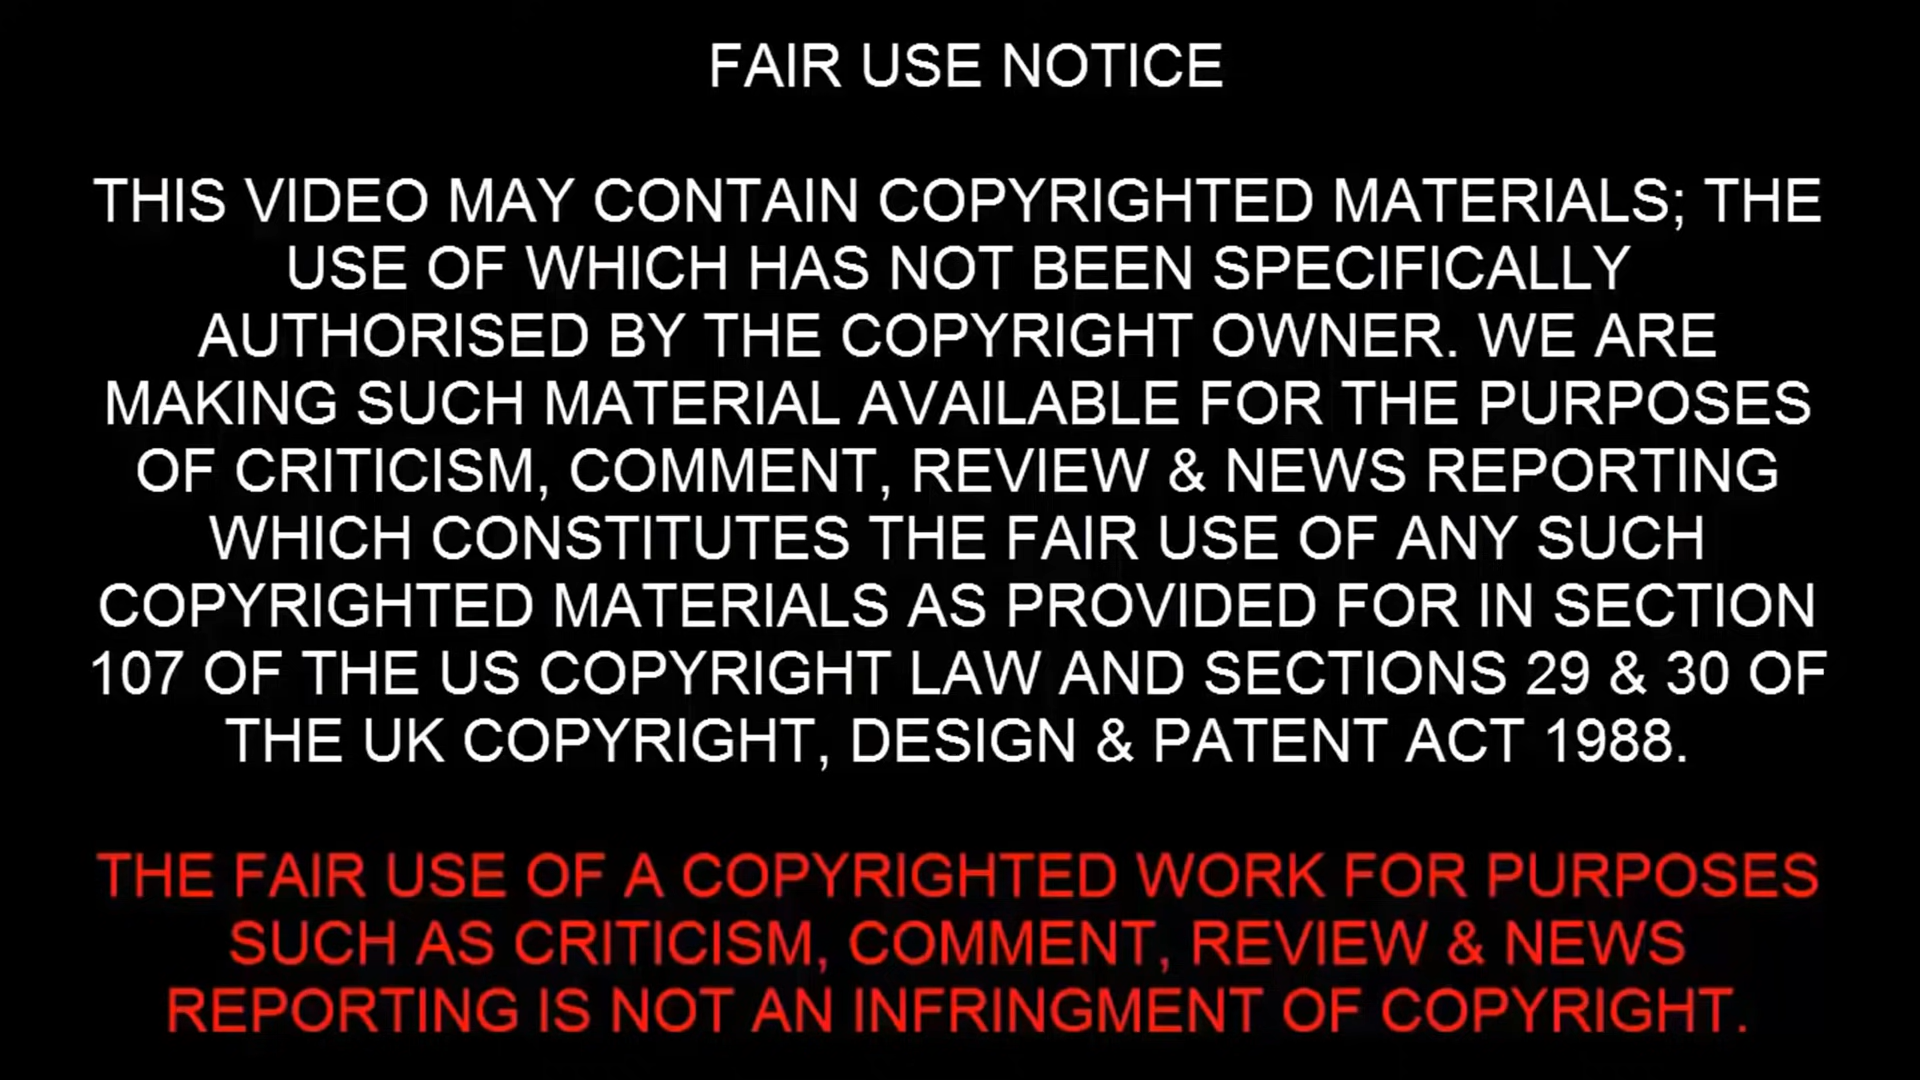 FAIR USE NOTICE
THIS VIDEO MAY CONTAIN COPYRIGHTED MATERIALS; THE
USE OF WHICH HAS NOT BEEN SPECIFICALLY
AUTHORISED BY THE COPYRIGHT OWNER. WE ARE
MAKING SUCH MATERIAL AVAILABLE FOR THE PURPOSES
OF CRITICISM, COMMENT, REVIEW & NEWS REPORTING
WHICH CONSTITUTES THE FAIR USE OF ANY SUCH
COPYRIGHTED MATERIALS AS PROVIDED FOR IN SECTION
107 OF THE US COPYRIGHT LAW AND SECTIONS 29 & 30 OF
THE UK COPYRIGHT, DESIGN & PATENT ACT 1988.
THE FAIR USE OF A COPYRIGHTED WORK FOR PURPOSES
SUCH AS CRITICISM, COMMENT, REVIEW & NEWS
REPORTING IS NOT AN INFRINGMENT OF COPYRIGHT.